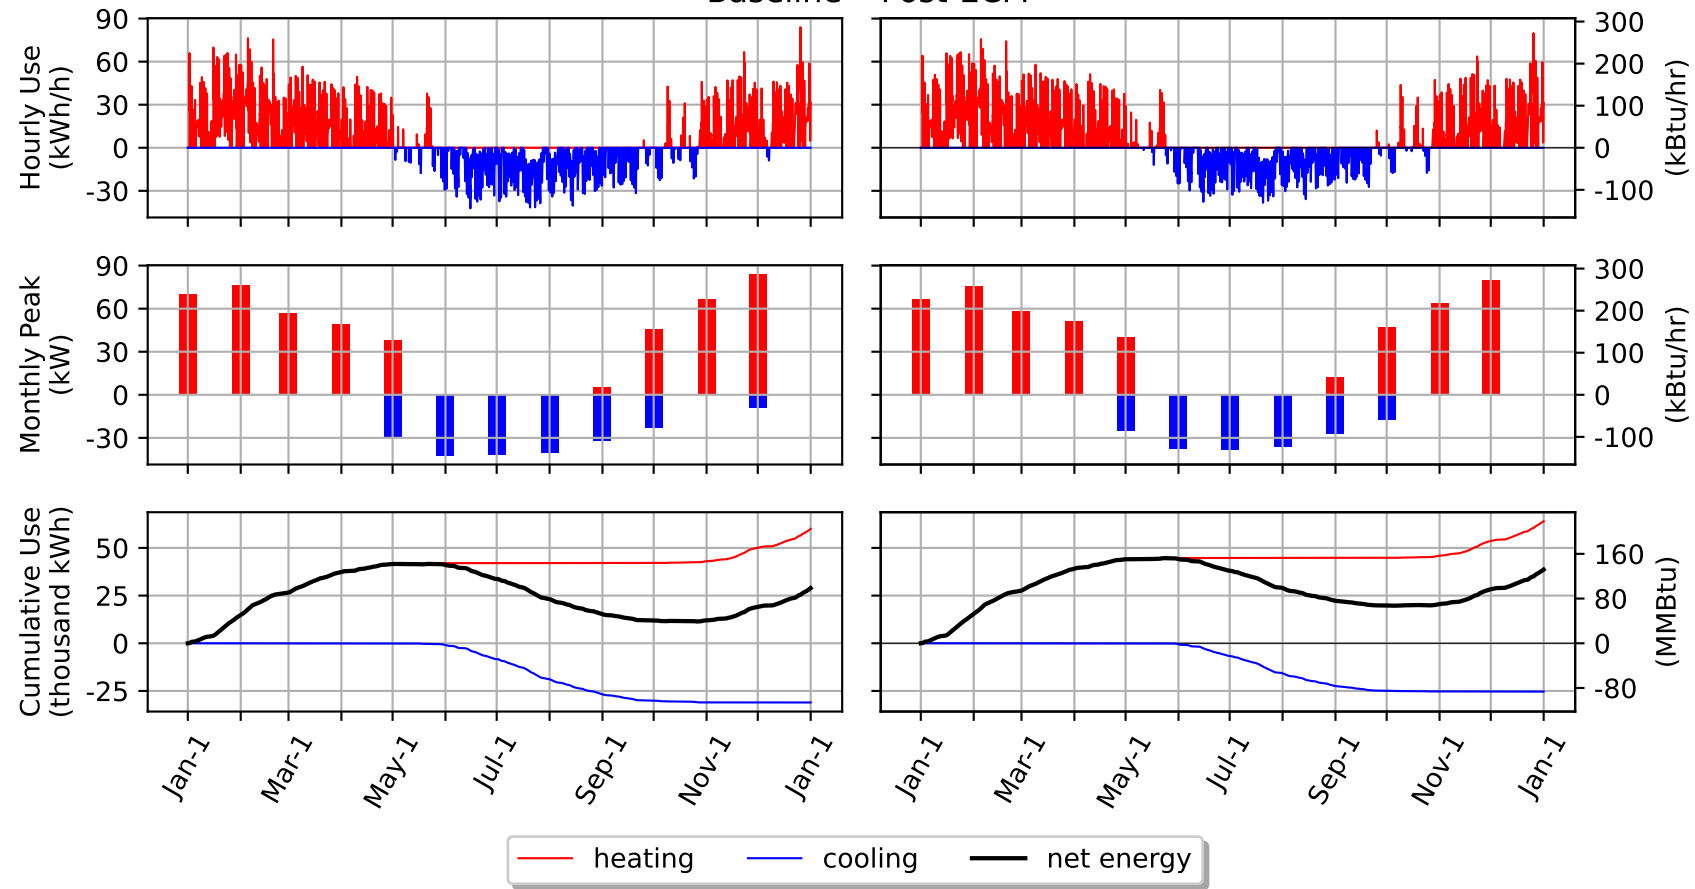 90
60
30
0
-30
Hourly Use
(kWh/h)
300
200
100
0
-100
(kBtu/hr)
90
60
30
0
-30
Monthly Peak
(kW)
300
200
100
0
-100
(kBtu/hr)
50
25
0
-25
Cumulative Use
(thousand kWh)
160
80
0
-80
(MMBtu)
Jan-1 Mar-1 May-1 Jul-1 Sep-1 Nov-1 Jan-1
Jan-1 Mar-1 May-1 Jul-1 Sep-1 Nov-1 Jan-1
heating cooling net energy